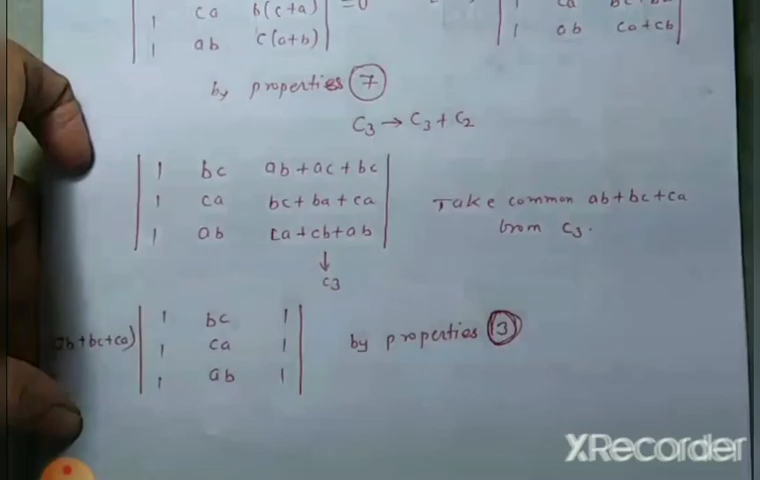 1 ca b(c+a) =0
1 ab c(a+b)
1 ab ca+cb
by properties 7
C3 → C3 + C2
1 bc ab+ac+bc
1 ca bc+ba+ca
1 ab ca+cb+ab
Take common ab+bc+ca
from C3.
↓
C3
ab+bc+ca)
1 bc 1
1 ca 1
1 ab 1
by properties 3
XRecorder